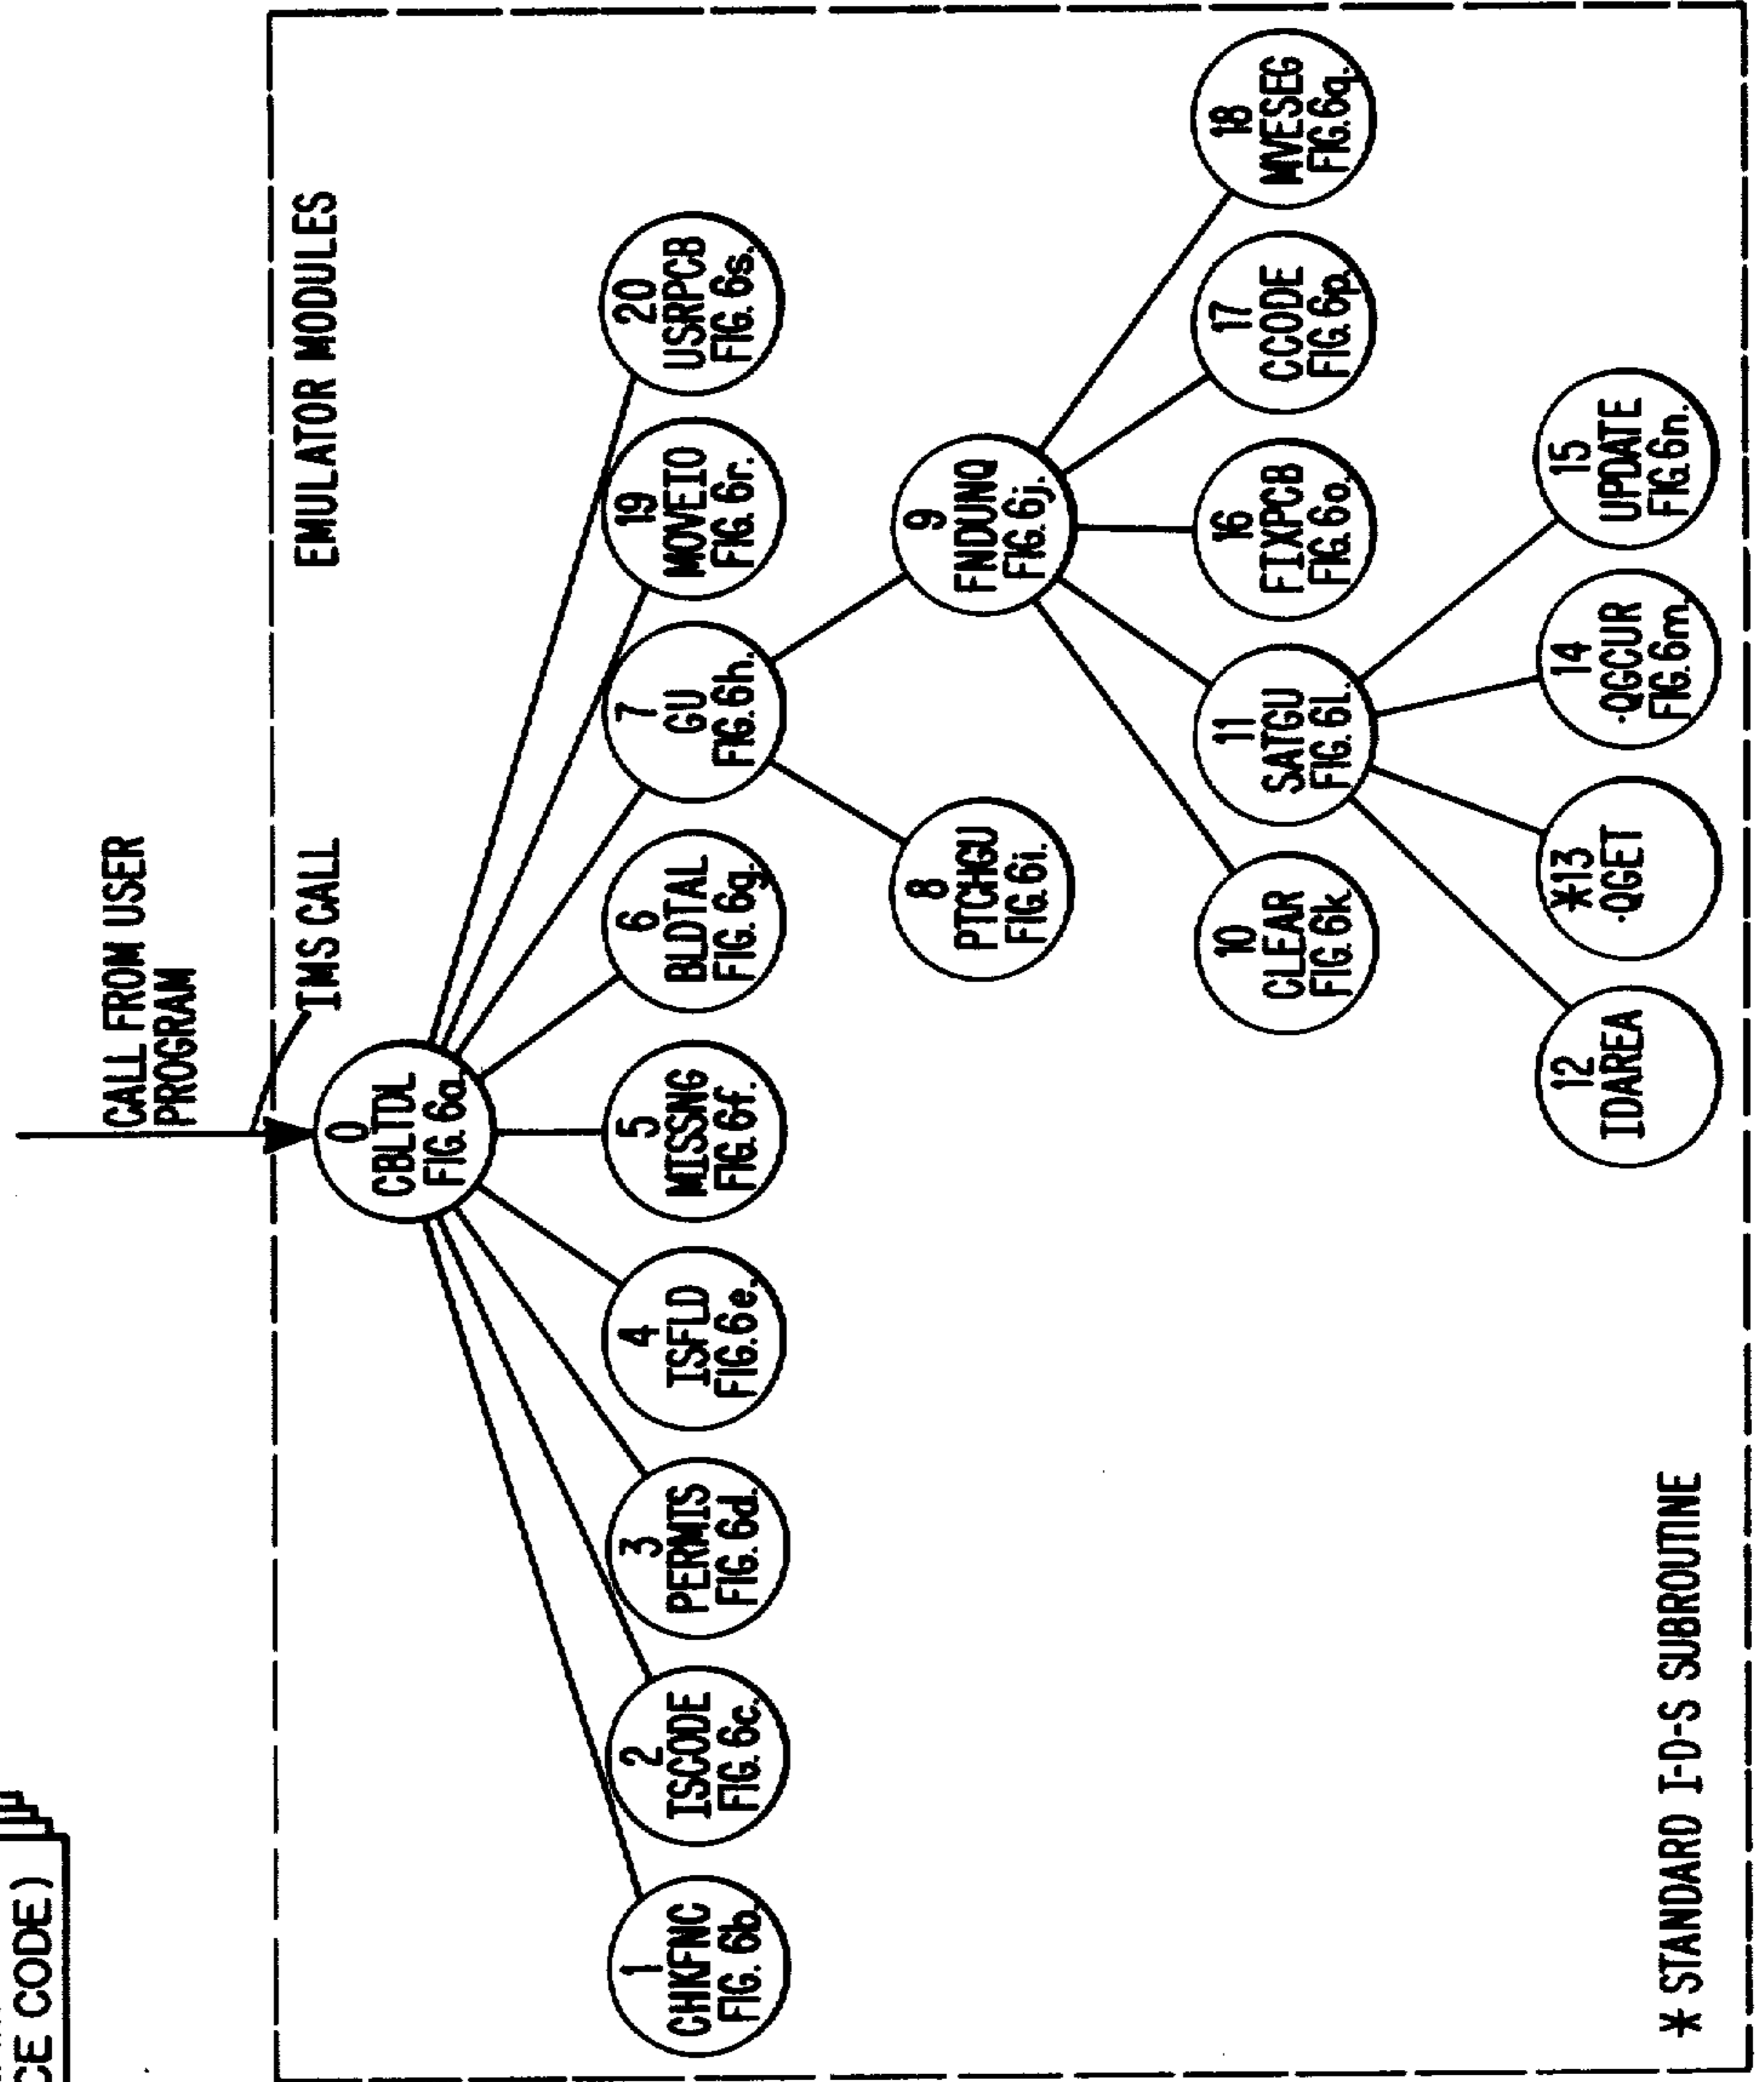 CE CODE)
CALL FROM USER
PROGRAM
IMS CALL
EMULATOR MODULES
0
CBLTDL
FIG. 6a.
1
CHKFNC
FIG. 6b.
2
ISCODE
FIG. 6c.
3
PERMIS
FIG. 6d.
4
ISFLD
FIG. 6e.
5
MISSNG
FIG. 6f.
6
BLDTAL
FIG. 6g.
7
GU
FIG. 6h.
19
MOVEIO
FIG. 6r.
20
USRPCB
FIG. 6s.
8
PTCHGU
FIG. 6i.
9
FNDUNQ
FIG. 6j.
10
CLEAR
FIG. 6k.
11
SATGU
FIG. 6l.
16
FIXPCB
FIG. 6o.
17
CCODE
FIG. 6p.
18
MVESEG
FIG. 6q.
12
IDAREA
*13
.QGET
14
.QGCUR
FIG. 6m.
15
UPDATE
FIG. 6n.
* STANDARD I-D-S SUBROUTINE